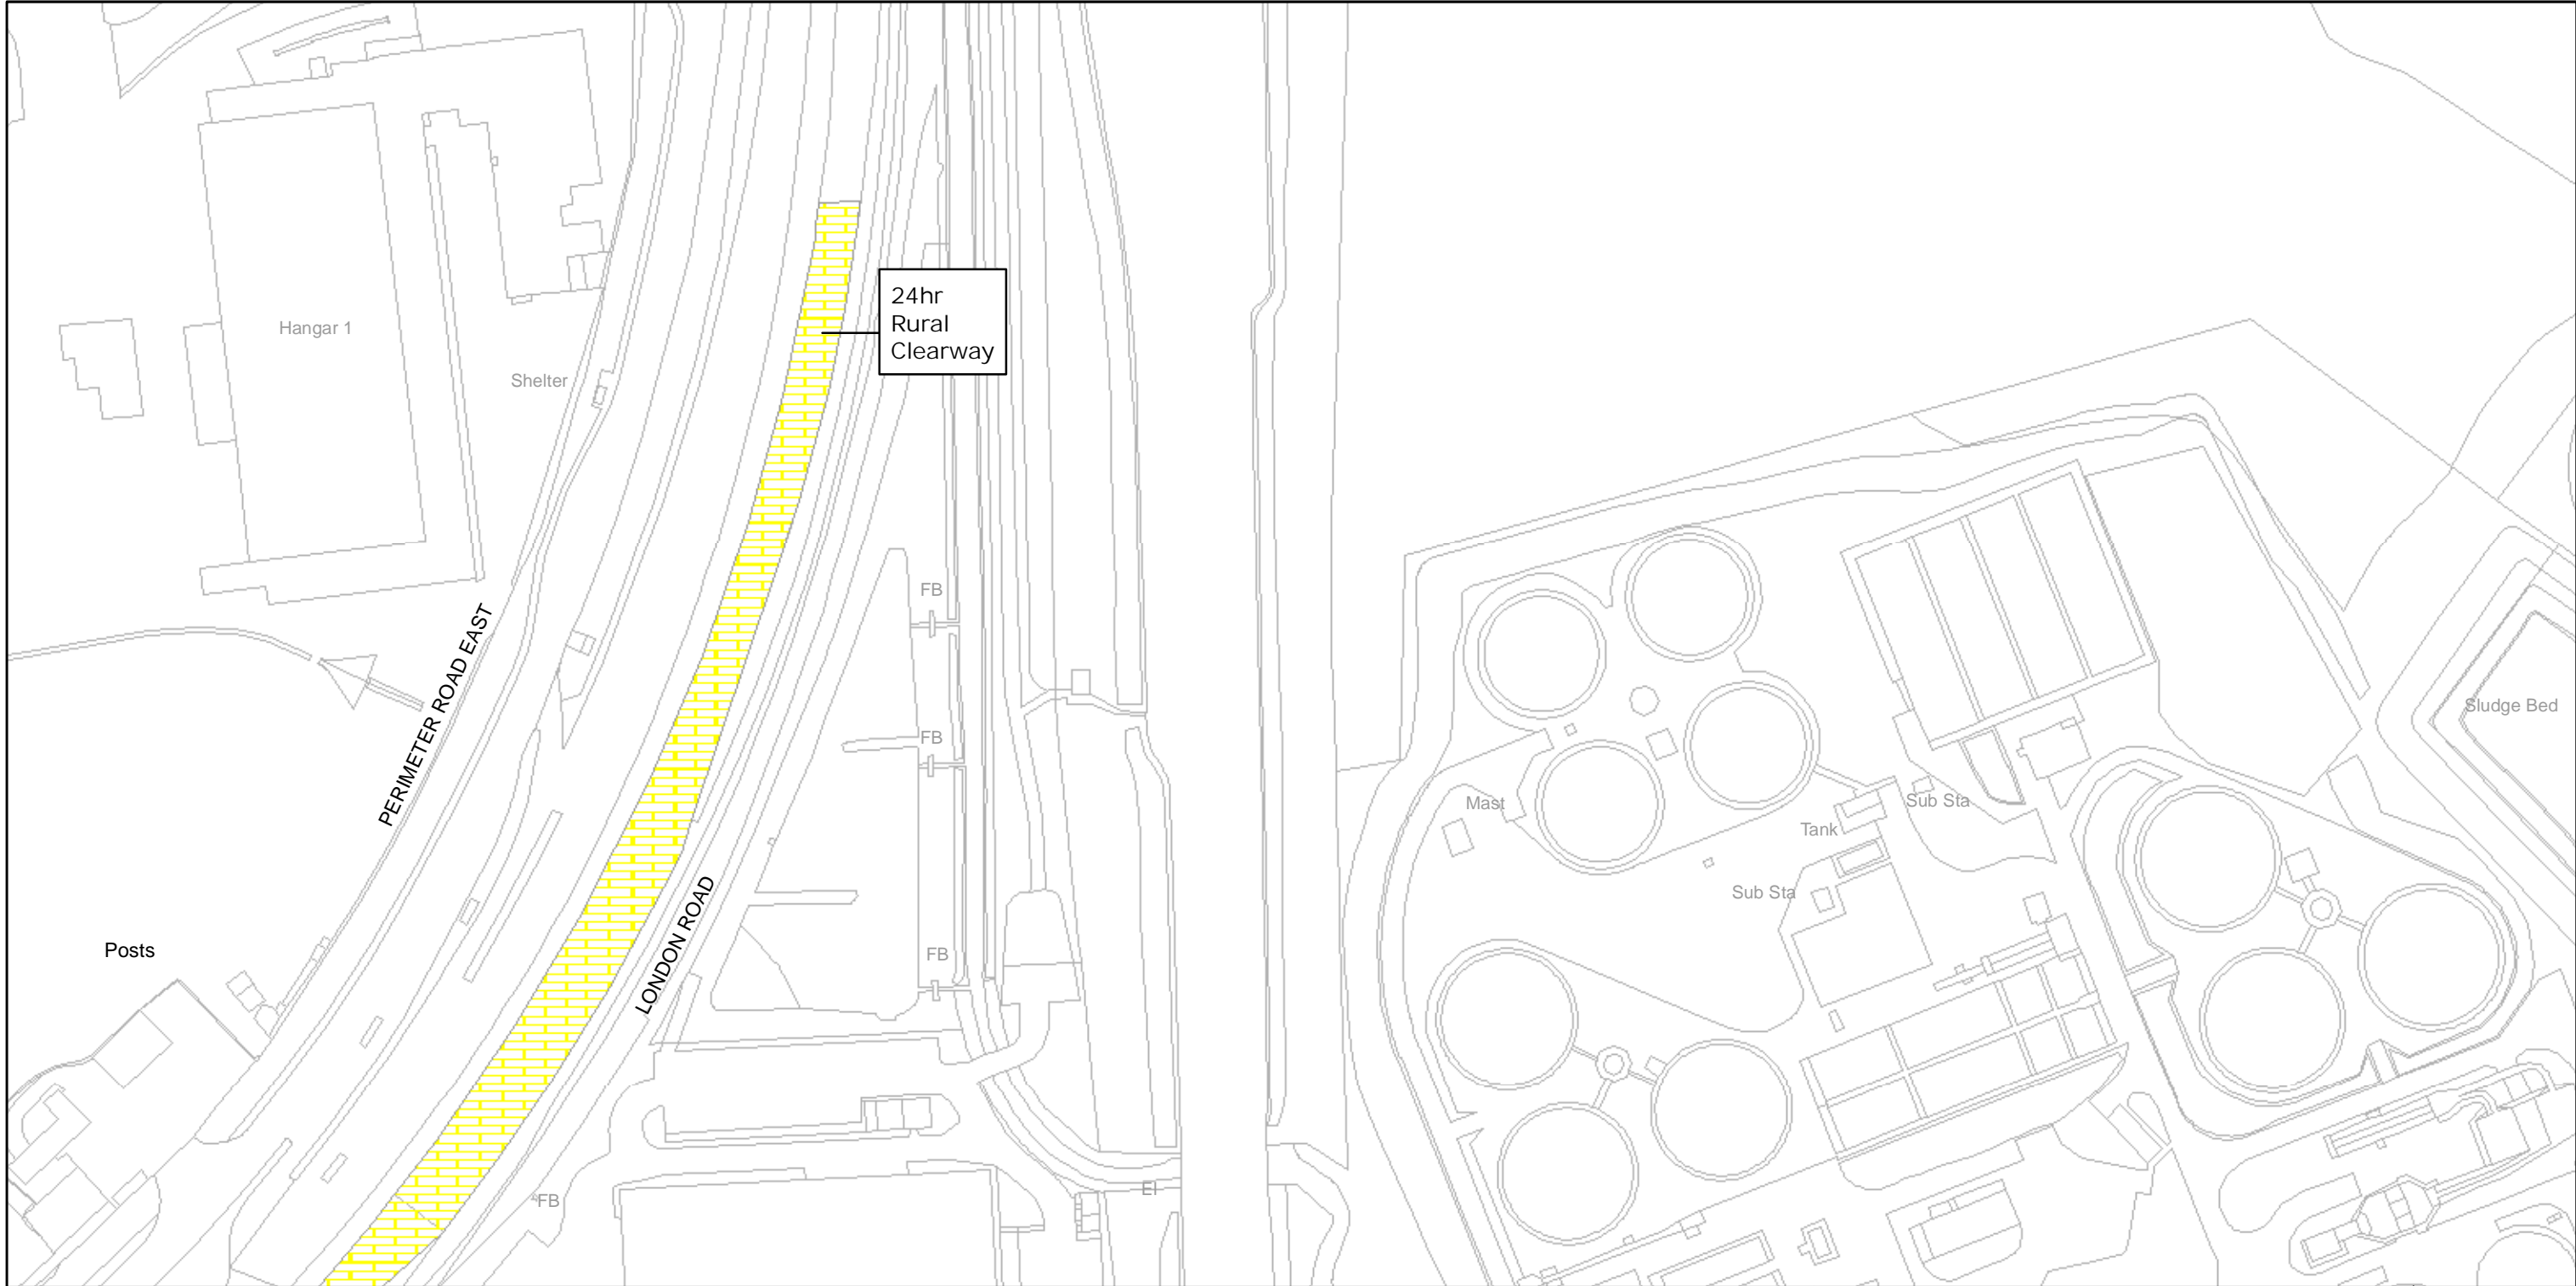 24hr
Rural
Clearway
Hangar 1
Shelter
FB
PERIMETER ROAD EAST
Sludge Bed
FB
Mast
Sub Sta
Tank
Sub Sta
LONDON ROAD
Posts
FB
FB
El